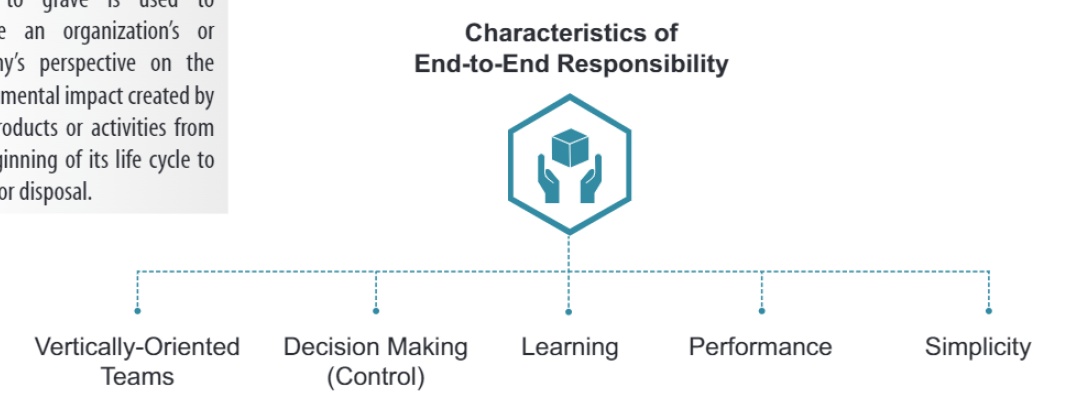 to grave is used to
an organization's or
perspective on the
mental impact created by
roducts or activities from
ginning of its life cycle to
or disposal.
Characteristics of
End-to-End Responsibility
Vertically-Oriented
Teams
Decision Making
(Control)
Learning
Performance
Simplicity